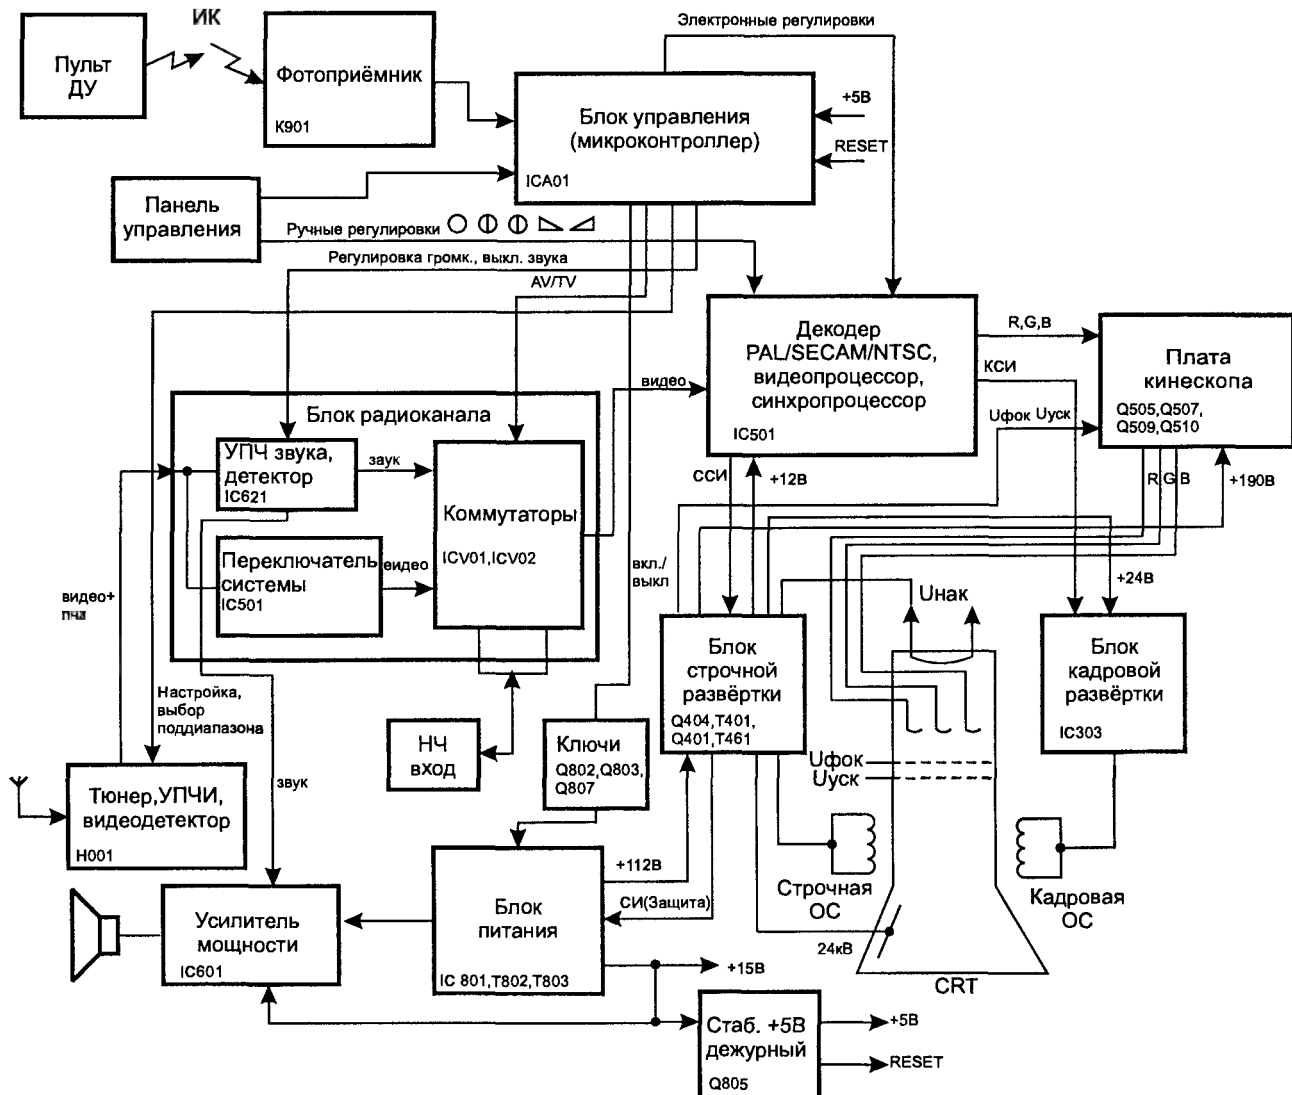 ИК
Электронные регулировки
Пульт
ДУ
Фотоприёмник
К901
Блок управления
(микроконтроллер)
ICA01
+5В
RESET
Панель
управления
Ручные регулировки
Регулировка громк., выкл. звука
AV/TV
Декодер
PAL/SECAM/NTSC,
видеопроцессор,
синхропроцессор
IC501
R,G,B
КСИ
Плата
кинескопа
Q505,Q507,
Q509,Q510
Uфок Uуск
видео
Блок радиоканала
УПЧ звука,
детектор
IC621
заук
Коммутаторы
ICV01,ICV02
Переключатель
системы
IC501
видео
ССИ
+12В
R G B
+190В
+24В
вкл./
выкл
видео+
пча
Uнак
Блок
строчной
развёртки
Q404,T401,
Q401,T461
Блок
кадровой
развёртки
IC303
Настройка,
выбор
поддиапазона
НЧ
вход
Ключи
Q802,Q803,
Q807
Uфок
Uуск
Тюнер,УПЧИ,
видеодетектор
H001
звук
Строчная
ОС
Кадровая
ОС
+112В
СИ(Защита)
Блок
питания
IC 801,T802,T803
Усилитель
мощности
IC601
24кВ
CRT
+15В
Стаб. +5В
дежурный
Q805
+5В
RESET